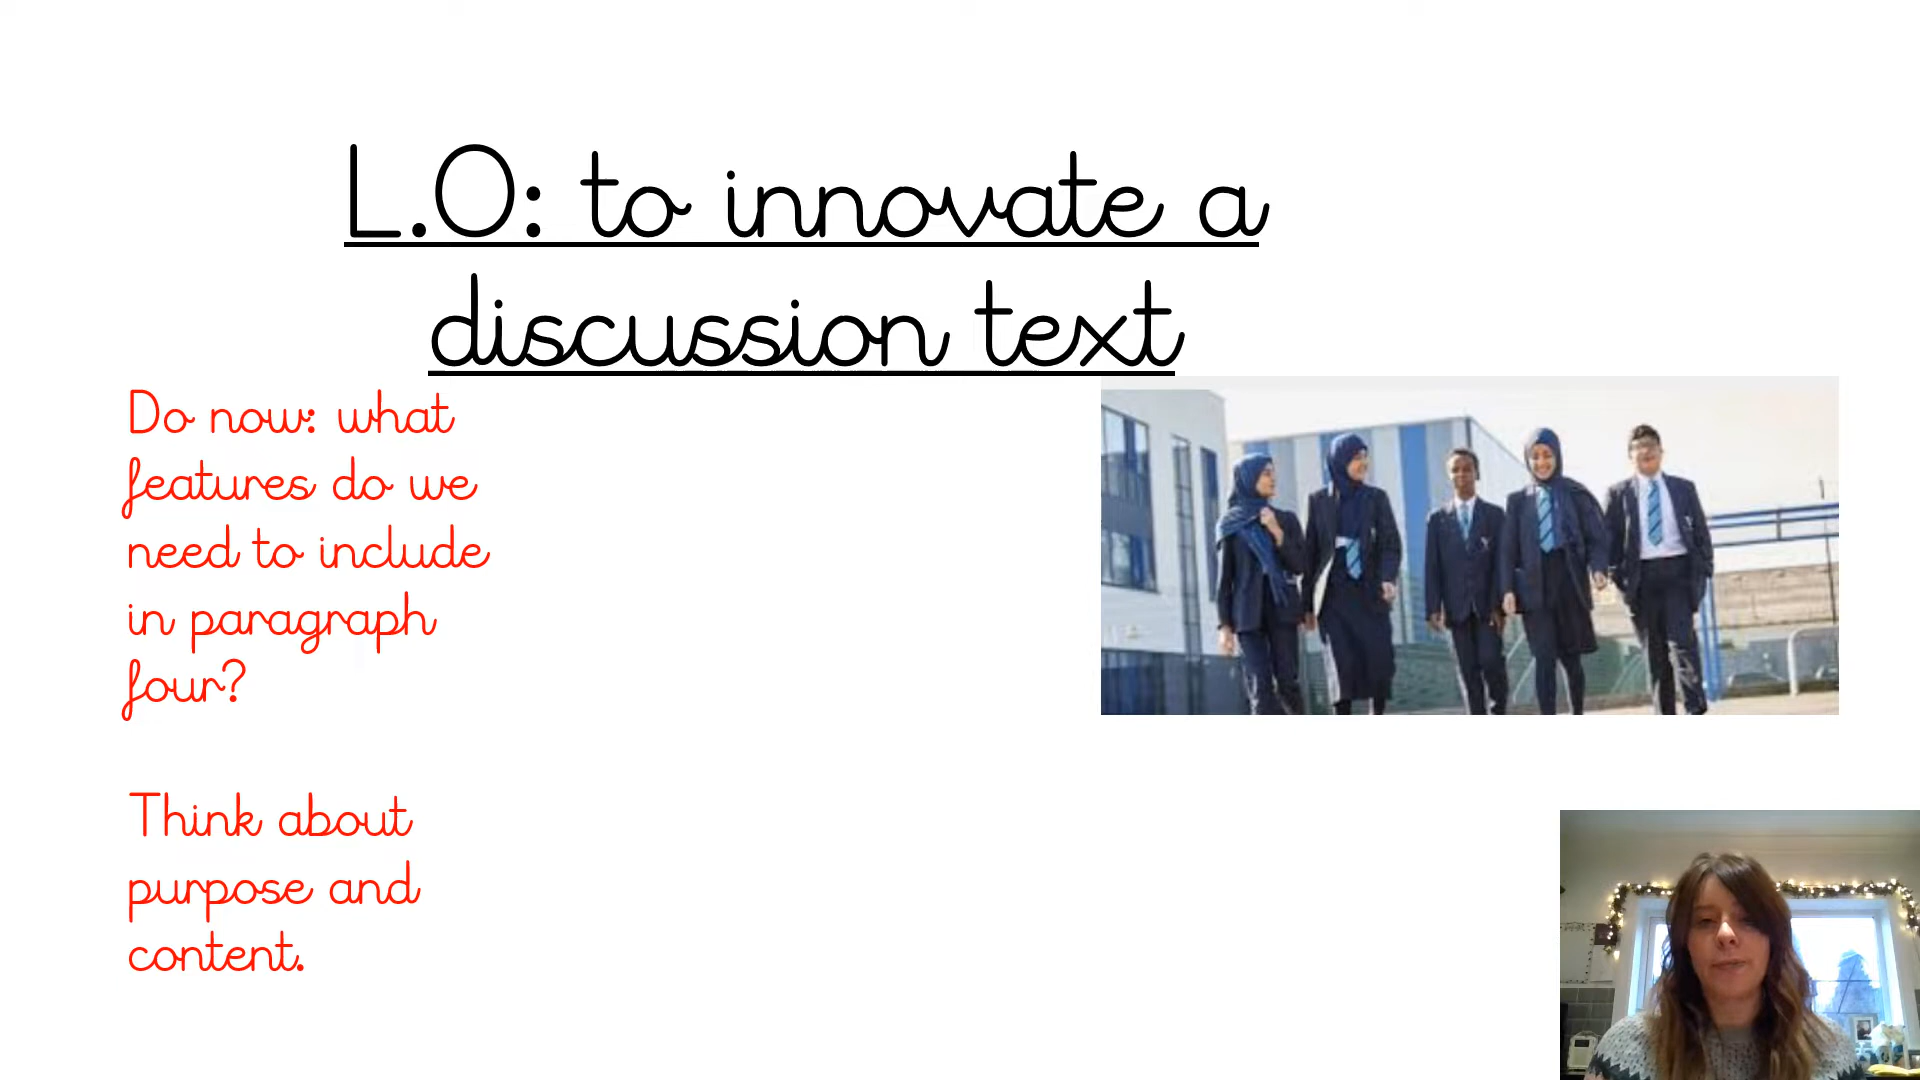 L.O: to innovate a
discussion text
Do now: what
features do we
need to include
in paragraph
four?
Think about
purpose and
content.